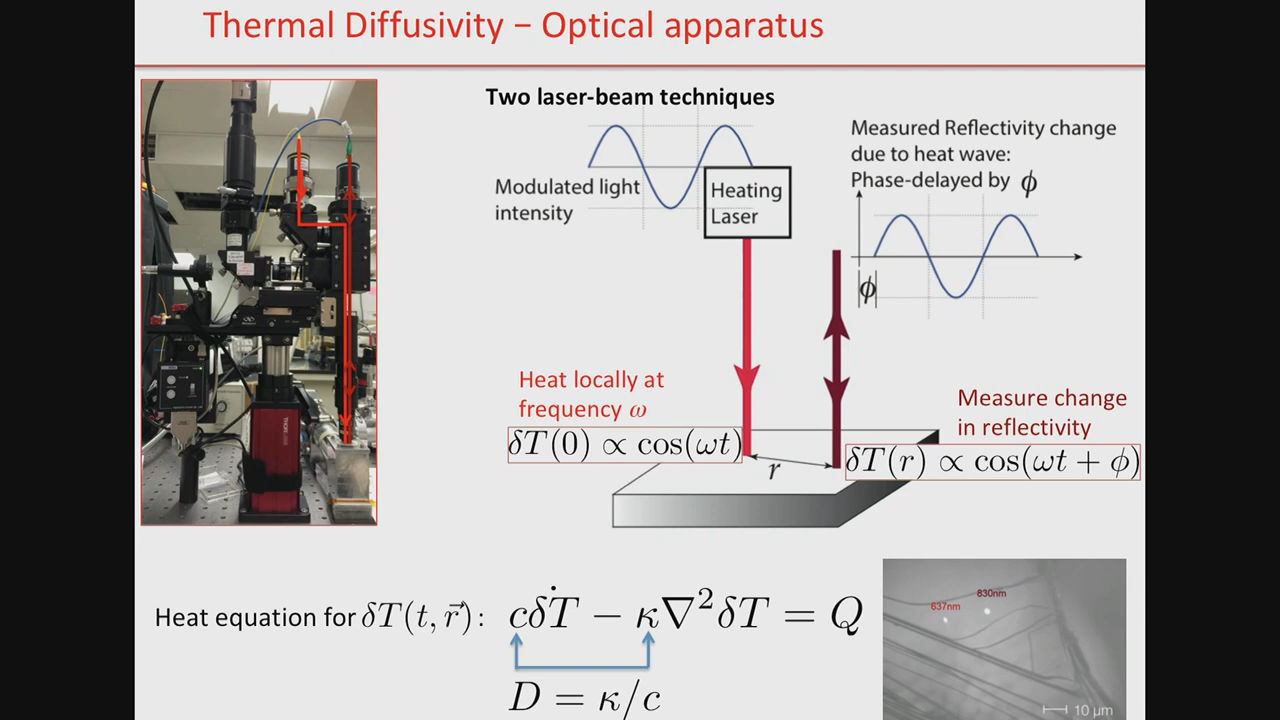 Thermal Diffusivity − Optical apparatus
Two laser-beam techniques
Modulated light
intensity
Heating
Laser
Measured Reflectivity change
due to heat wave:
Phase-delayed by ϕ
|ϕ|
Heat locally at
frequency ω
δT(0) ∝ cos(ωt)
r
Measure change
in reflectivity
δT(r) ∝ cos(ωt + ϕ)
Heat equation for δT(t, r⃗): cδṪ − κ∇²δT = Q
D = κ/c
637nm
830nm
10 µm
THORLABS